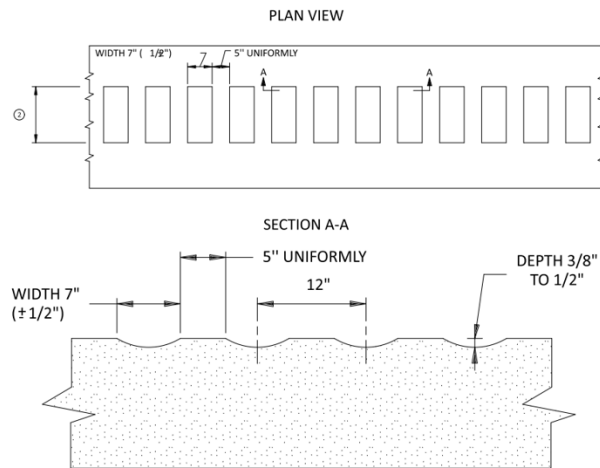 PLAN VIEW
WIDTH 7" ( 1/2") 7 5" UNIFORMLY
A A
2
SECTION A-A
5" UNIFORMLY
DEPTH 3/8"
TO 1/2"
12"
WIDTH 7"
(±1/2")